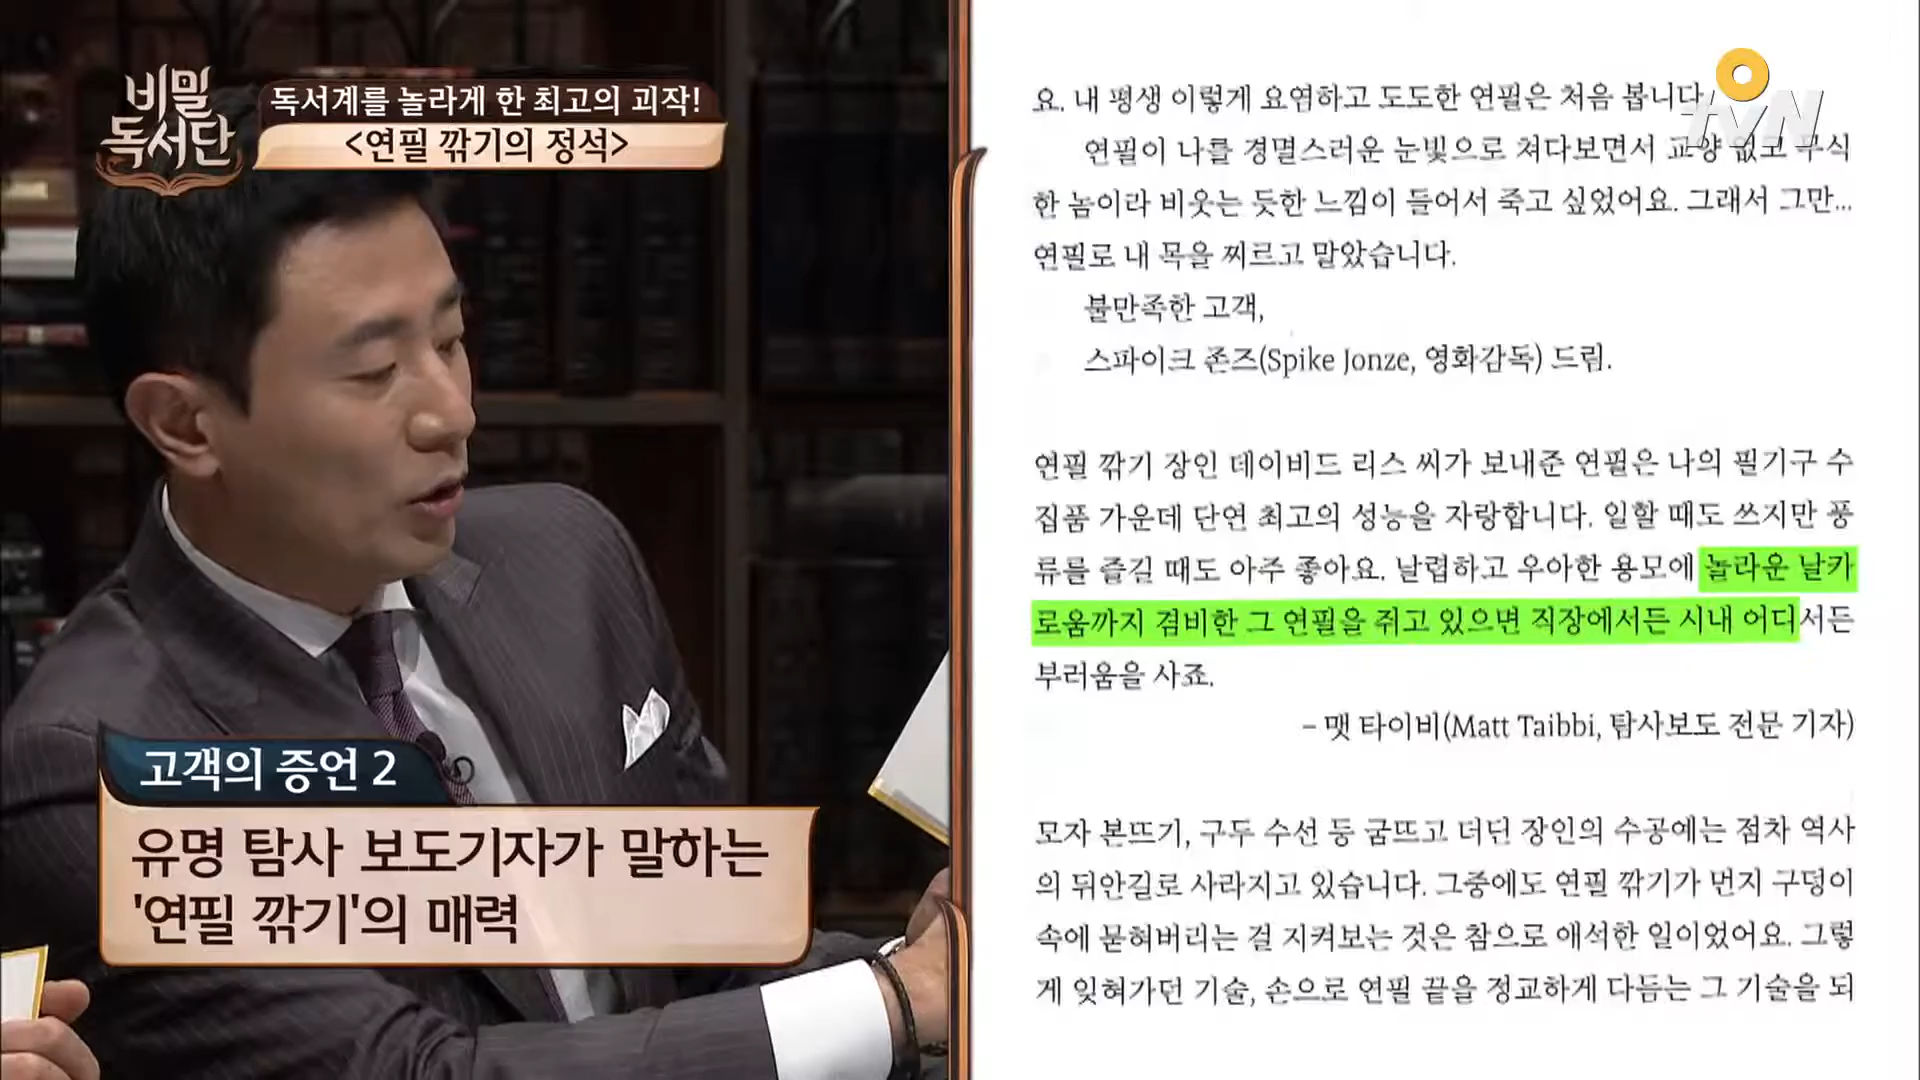 비밀
독서단
독서계를 놀라게 한 최고의 괴작!
<연필 깎기의 정석>
tvN
요. 내 평생 이렇게 요염하고 도도한 연필은 처음 봅니다
연필이 나를 경멸스러운 눈빛으로 쳐다보면서 교양 없고 무식
한 놈이라 비웃는 듯한 느낌이 들어서 죽고 싶었어요. 그래서 그만...
연필로 내 목을 찌르고 말았습니다.
불만족한 고객,
스파이크 존즈(Spike Jonze, 영화감독) 드림.
연필 깎기 장인 데이비드 리스 씨가 보내준 연필은 나의 필기구 수
집품 가운데 단연 최고의 성능을 자랑합니다. 일할 때도 쓰지만 풍
류를 즐길 때도 아주 좋아요. 날렵하고 우아한 용모에 놀라운 날카
로움까지 겸비한 그 연필을 쥐고 있으면 직장에서든 시내 어디서든
부러움을 사죠.
– 맷 타이비(Matt Taibbi, 탐사보도 전문 기자)
모자 본뜨기, 구두 수선 등 굼뜨고 더딘 장인의 수공에는 점차 역사
의 뒤안길로 사라지고 있습니다. 그중에도 연필 깎기가 먼지 구덩이
속에 묻혀버리는 걸 지켜보는 것은 참으로 애석한 일이었어요. 그렇
게 잊혀가던 기술, 손으로 연필 끝을 정교하게 다듬는 그 기술을 되
고객의 증언 2
유명 탐사 보도기자가 말하는
'연필 깎기'의 매력